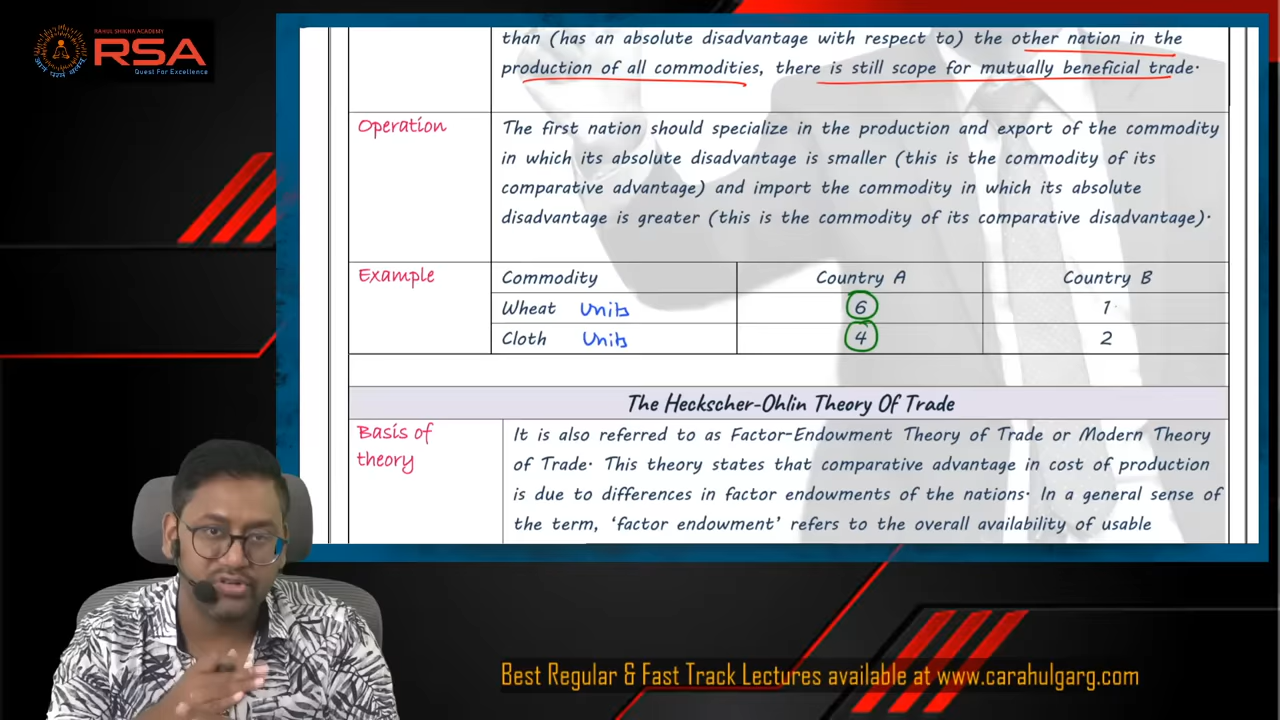 RAHUL SHIKHA ACADEMY
RSA
Quest For Excellence
than (has an absolute disadvantage with respect to) the other nation in the
production of all commodities, there is still scope for mutually beneficial trade.
Operation
The first nation should specialize in the production and export of the commodity
in which its absolute disadvantage is smaller (this is the commodity of its
comparative advantage) and import the commodity in which its absolute
disadvantage is greater (this is the commodity of its comparative disadvantage).
Example Commodity Country A Country B
Wheat Units 6 1
Cloth Units 4 2
The Heckscher-Ohlin Theory Of Trade
Basis of
theory
It is also referred to as Factor-Endowment Theory of Trade or Modern Theory
of Trade. This theory states that comparative advantage in cost of production
is due to differences in factor endowments of the nations. In a general sense of
the term, 'factor endowment' refers to the overall availability of usable
Best Regular & Fast Track Lectures available at www.carahulgarg.com